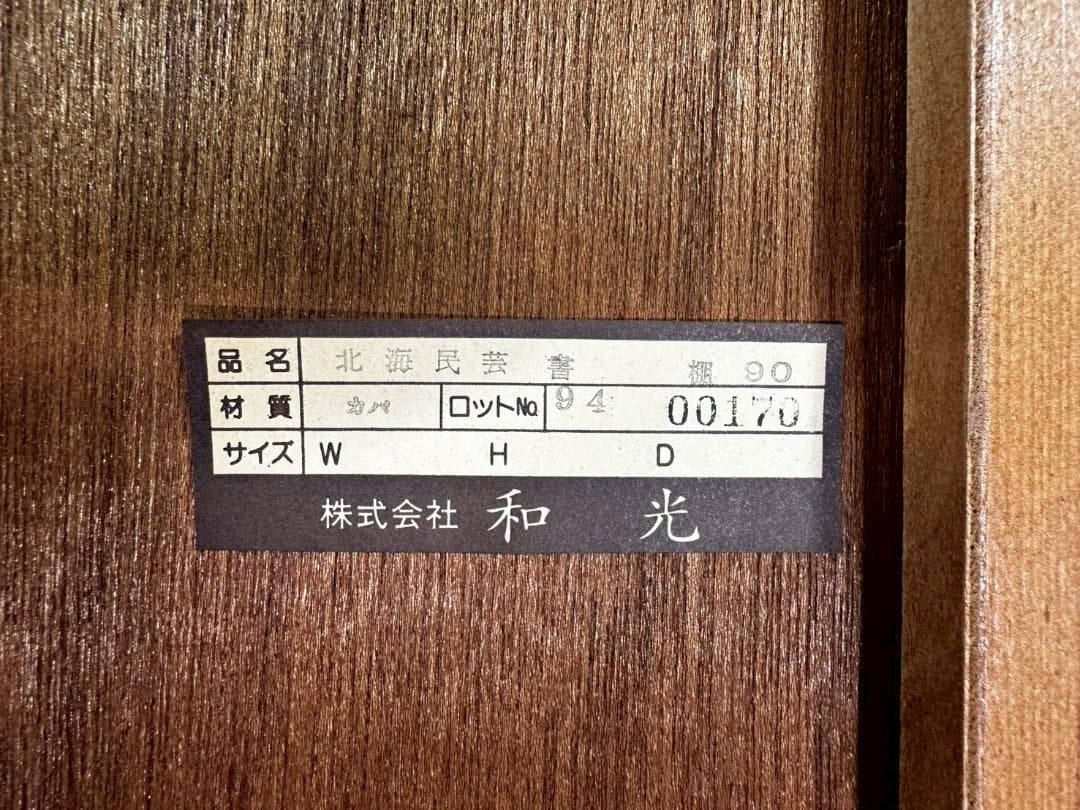 品名 北海民芸 書 棚 90
材質 カバ ロットNo. 94 00170
サイズ W H D
株式会社 和光